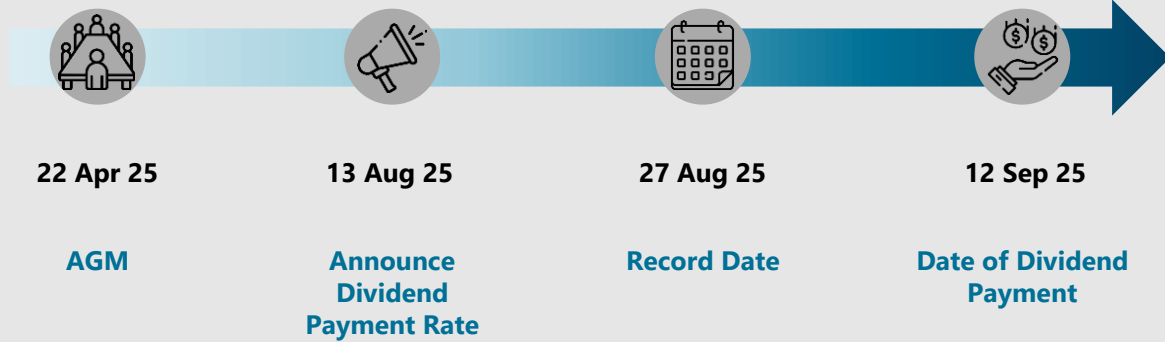 22 Apr 25
13 Aug 25
27 Aug 25
12 Sep 25
AGM
Announce
Dividend
Payment Rate
Record Date
Date of Dividend
Payment